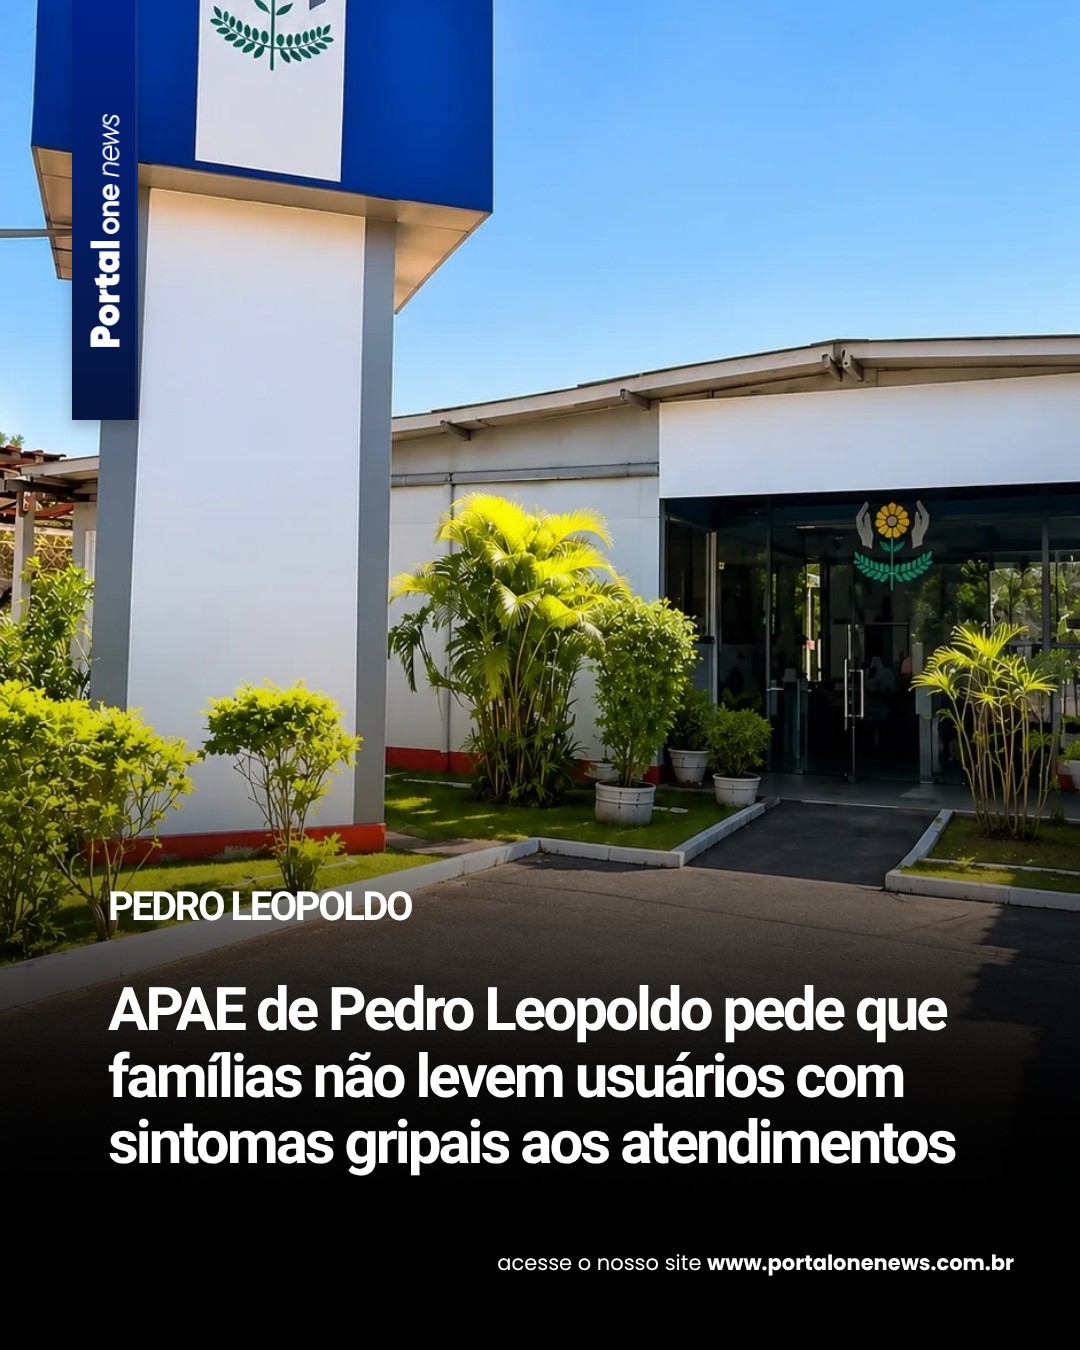 Portal one news
PEDRO LEOPOLDO
APAE de Pedro Leopoldo pede que
famílias não levem usuários com
sintomas gripais aos atendimentos
acesse o nosso site www.portalonenews.com.br